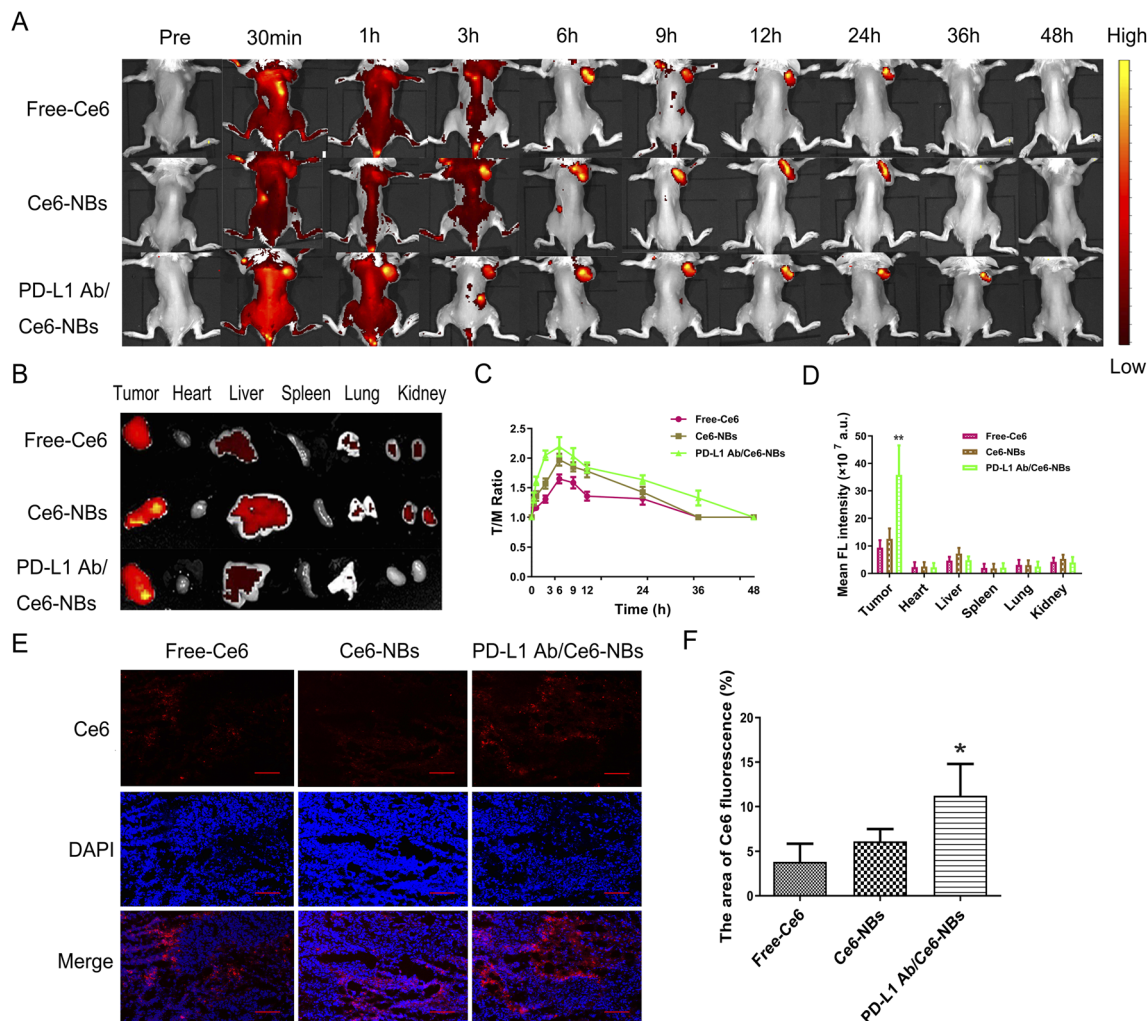 A
Pre 30min 1h 3h 6h 9h 12h 24h 36h 48h High
Free-Ce6
Ce6-NBs
PD-L1 Ab/
Ce6-NBs
Low
B
Tumor Heart Liver Spleen Lung Kidney
Free-Ce6
Ce6-NBs
PD-L1 Ab/
Ce6-NBs
C
Free-Ce6
Ce6-NBs
PD-L1 Ab/Ce6-NBs
T/M Ratio
2.5
2.0
1.5
1.0
0.5
0.0
0 3 6 9 12 18 24 30 36 42 48
Time (h)
D
Free-Ce6
Ce6-NBs
PD-L1 Ab/Ce6-NBs
**
Mean FL intensity (×10⁷ a.u.)
50
40
30
20
10
0
Tumor
Heart
Liver
Spleen
Lung
Kidney
E
Free-Ce6 Ce6-NBs PD-L1 Ab/Ce6-NBs
Ce6
DAPI
Merge
F
The area of Ce6 fluorescence (%)
20
15
10
5
0
*
Free-Ce6
Ce6-NBs
PD-L1 Ab/Ce6-NBs